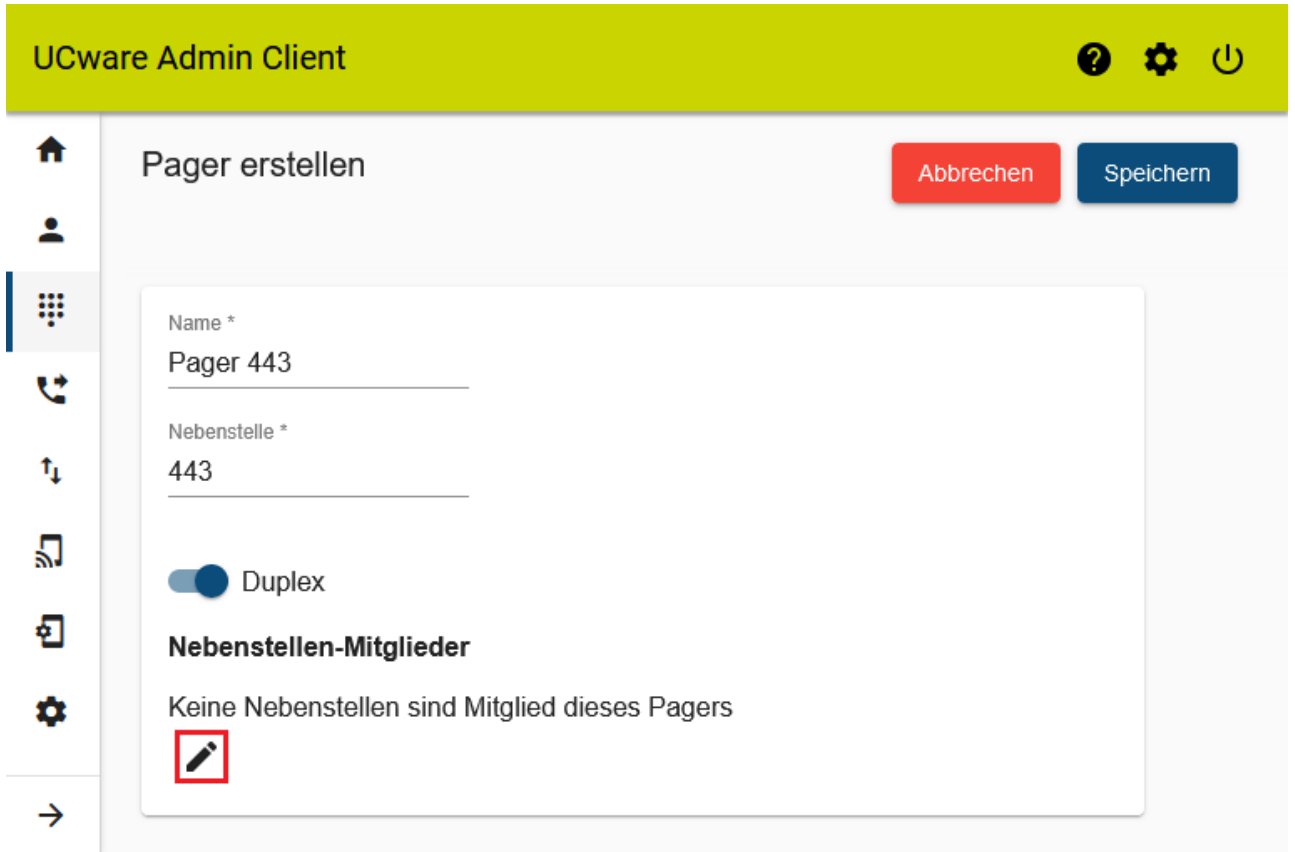 UCware Admin Client
Pager erstellen
Abbrechen
Speichern
Name *
Pager 443
Nebenstelle *
443
Duplex
Nebenstellen-Mitglieder
Keine Nebenstellen sind Mitglied dieses Pagers